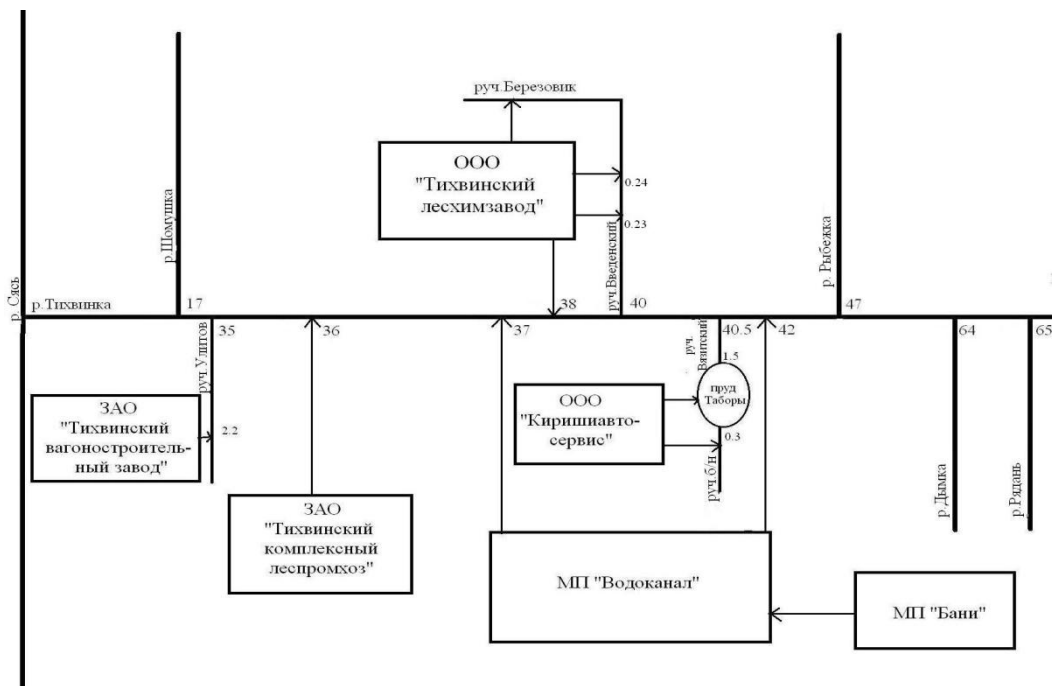 руч.Березовик
ООО
"Тихвинский
лесхимзавод"
0.24
0.23
руч.Введенский
р.Шомушка
р. Рыбежка
р. Сясь
р.Тихвинка
17
38
40
47
35
36
37
40.5
42
64
65
руч.Улитов
руч.
Вязитский
1.5
пруд
Таборы
0.3
руч.б/н
ООО
"Киришиавто-
сервис"
ЗАО
"Тихвинский
вагоностроитель-
ный завод"
2.2
ЗАО
"Тихвинский
комплексный
леспромхоз"
МП "Водоканал"
МП "Бани"
р.Дымка
р.Рядань